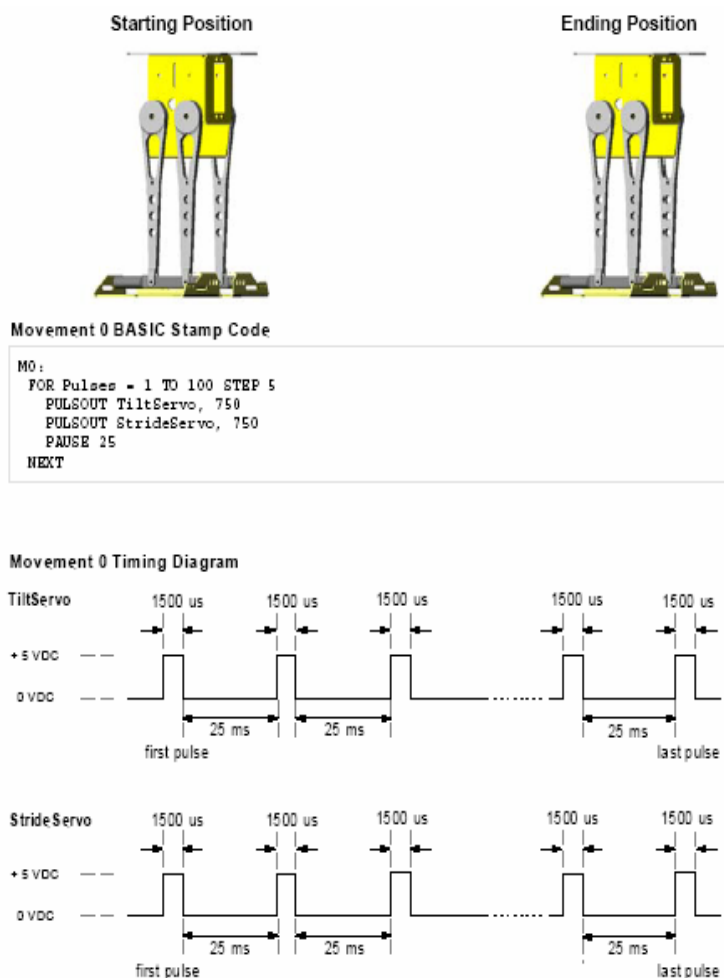 Starting Position Ending Position
Movement 0 BASIC Stamp Code
M0:
FOR Pulses = 1 TO 100 STEP 5
PULSOUT TiltServo, 750
PULSOUT StrideServo, 750
PAUSE 25
NEXT
Movement 0 Timing Diagram
TiltServo 1500 us 1500 us 1500 us 1500 us 1500 us
+ 5 VDC
0 VDC
25 ms 25 ms 25 ms
first pulse last pulse
StrideServo 1500 us 1500 us 1500 us 1500 us 1500 us
+ 5 VDC
0 VDC
25 ms 25 ms 25 ms
first pulse last pulse